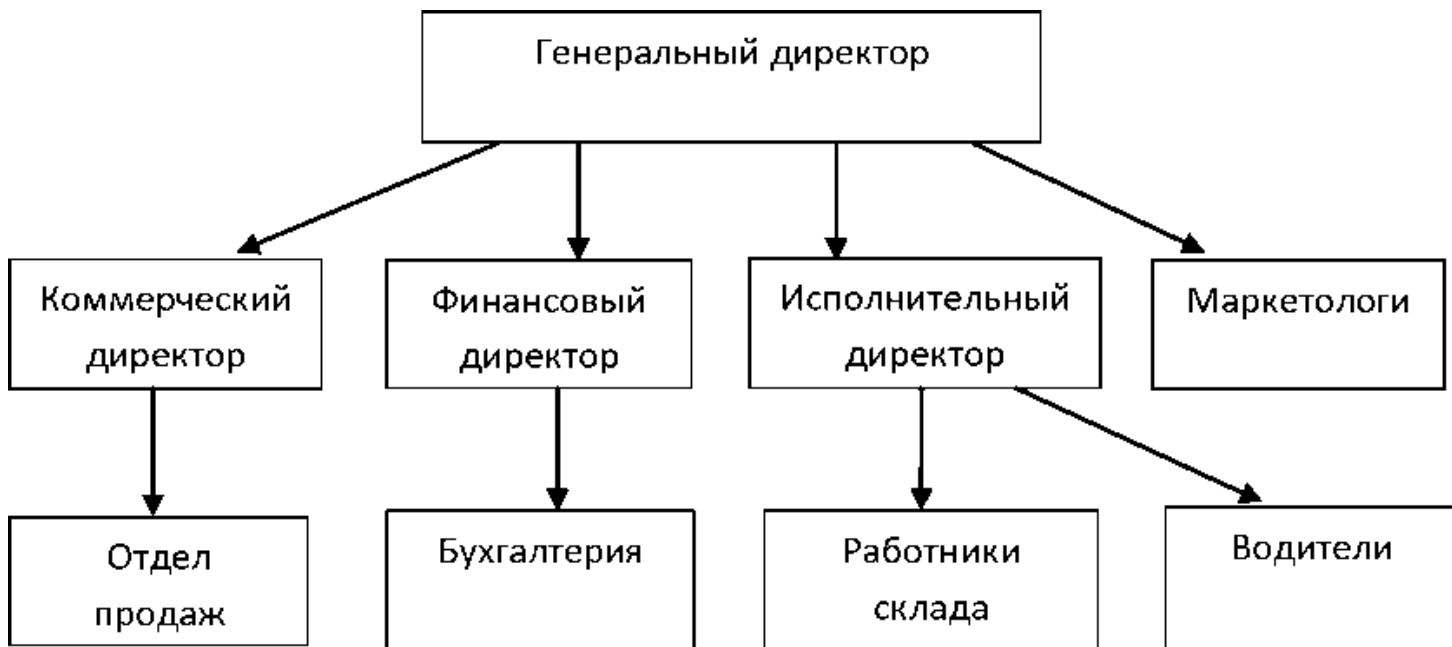 Генеральный директор
Коммерческий
директор
Финансовый
директор
Исполнительный
директор
Маркетологи
Отдел
продаж
Бухгалтерия
Работники
склада
Водители